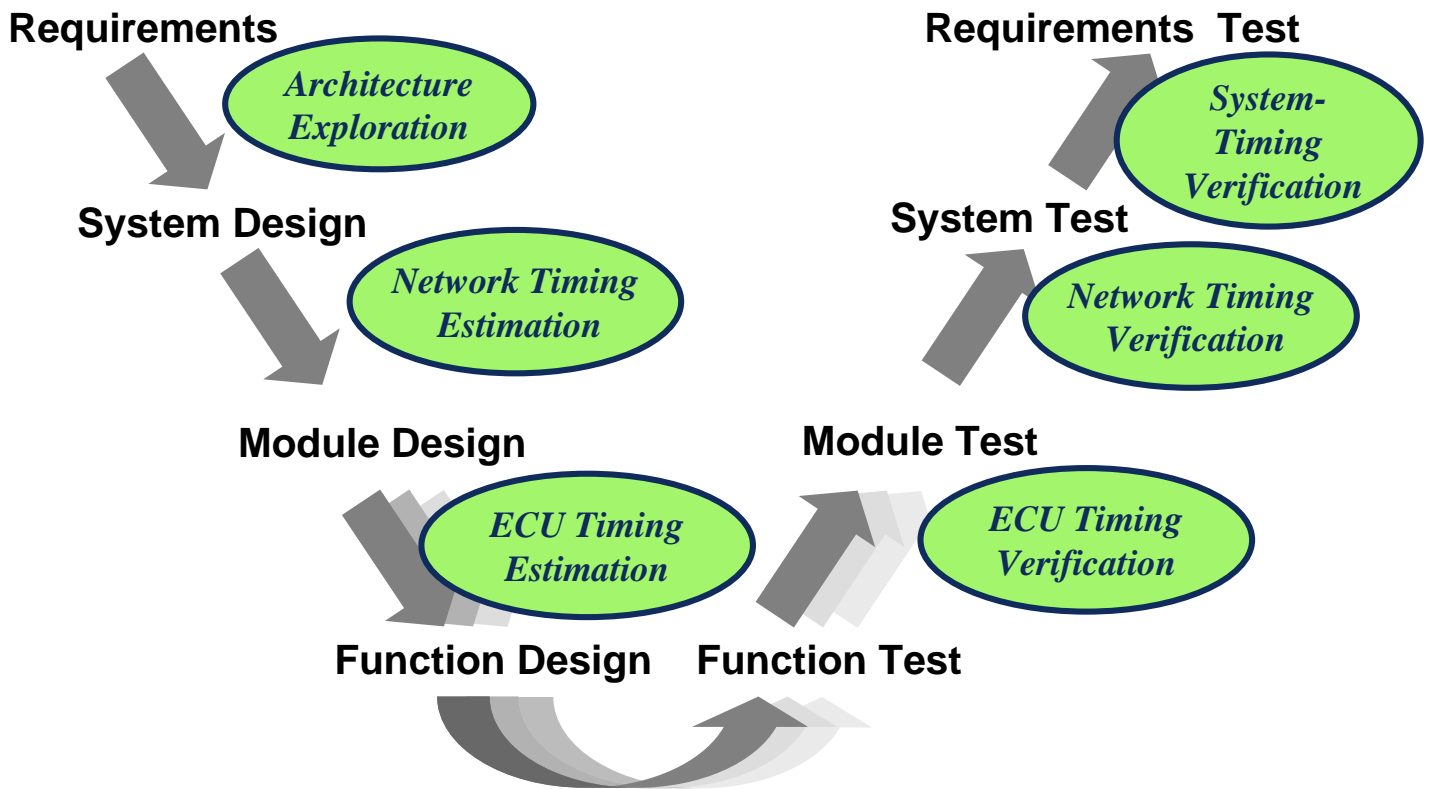 Requirements
Requirements Test
Architecture
Exploration
System-
Timing
Verification
System Design
System Test
Network Timing
Estimation
Network Timing
Verification
Module Design
Module Test
ECU Timing
Estimation
ECU Timing
Verification
Function Design
Function Test